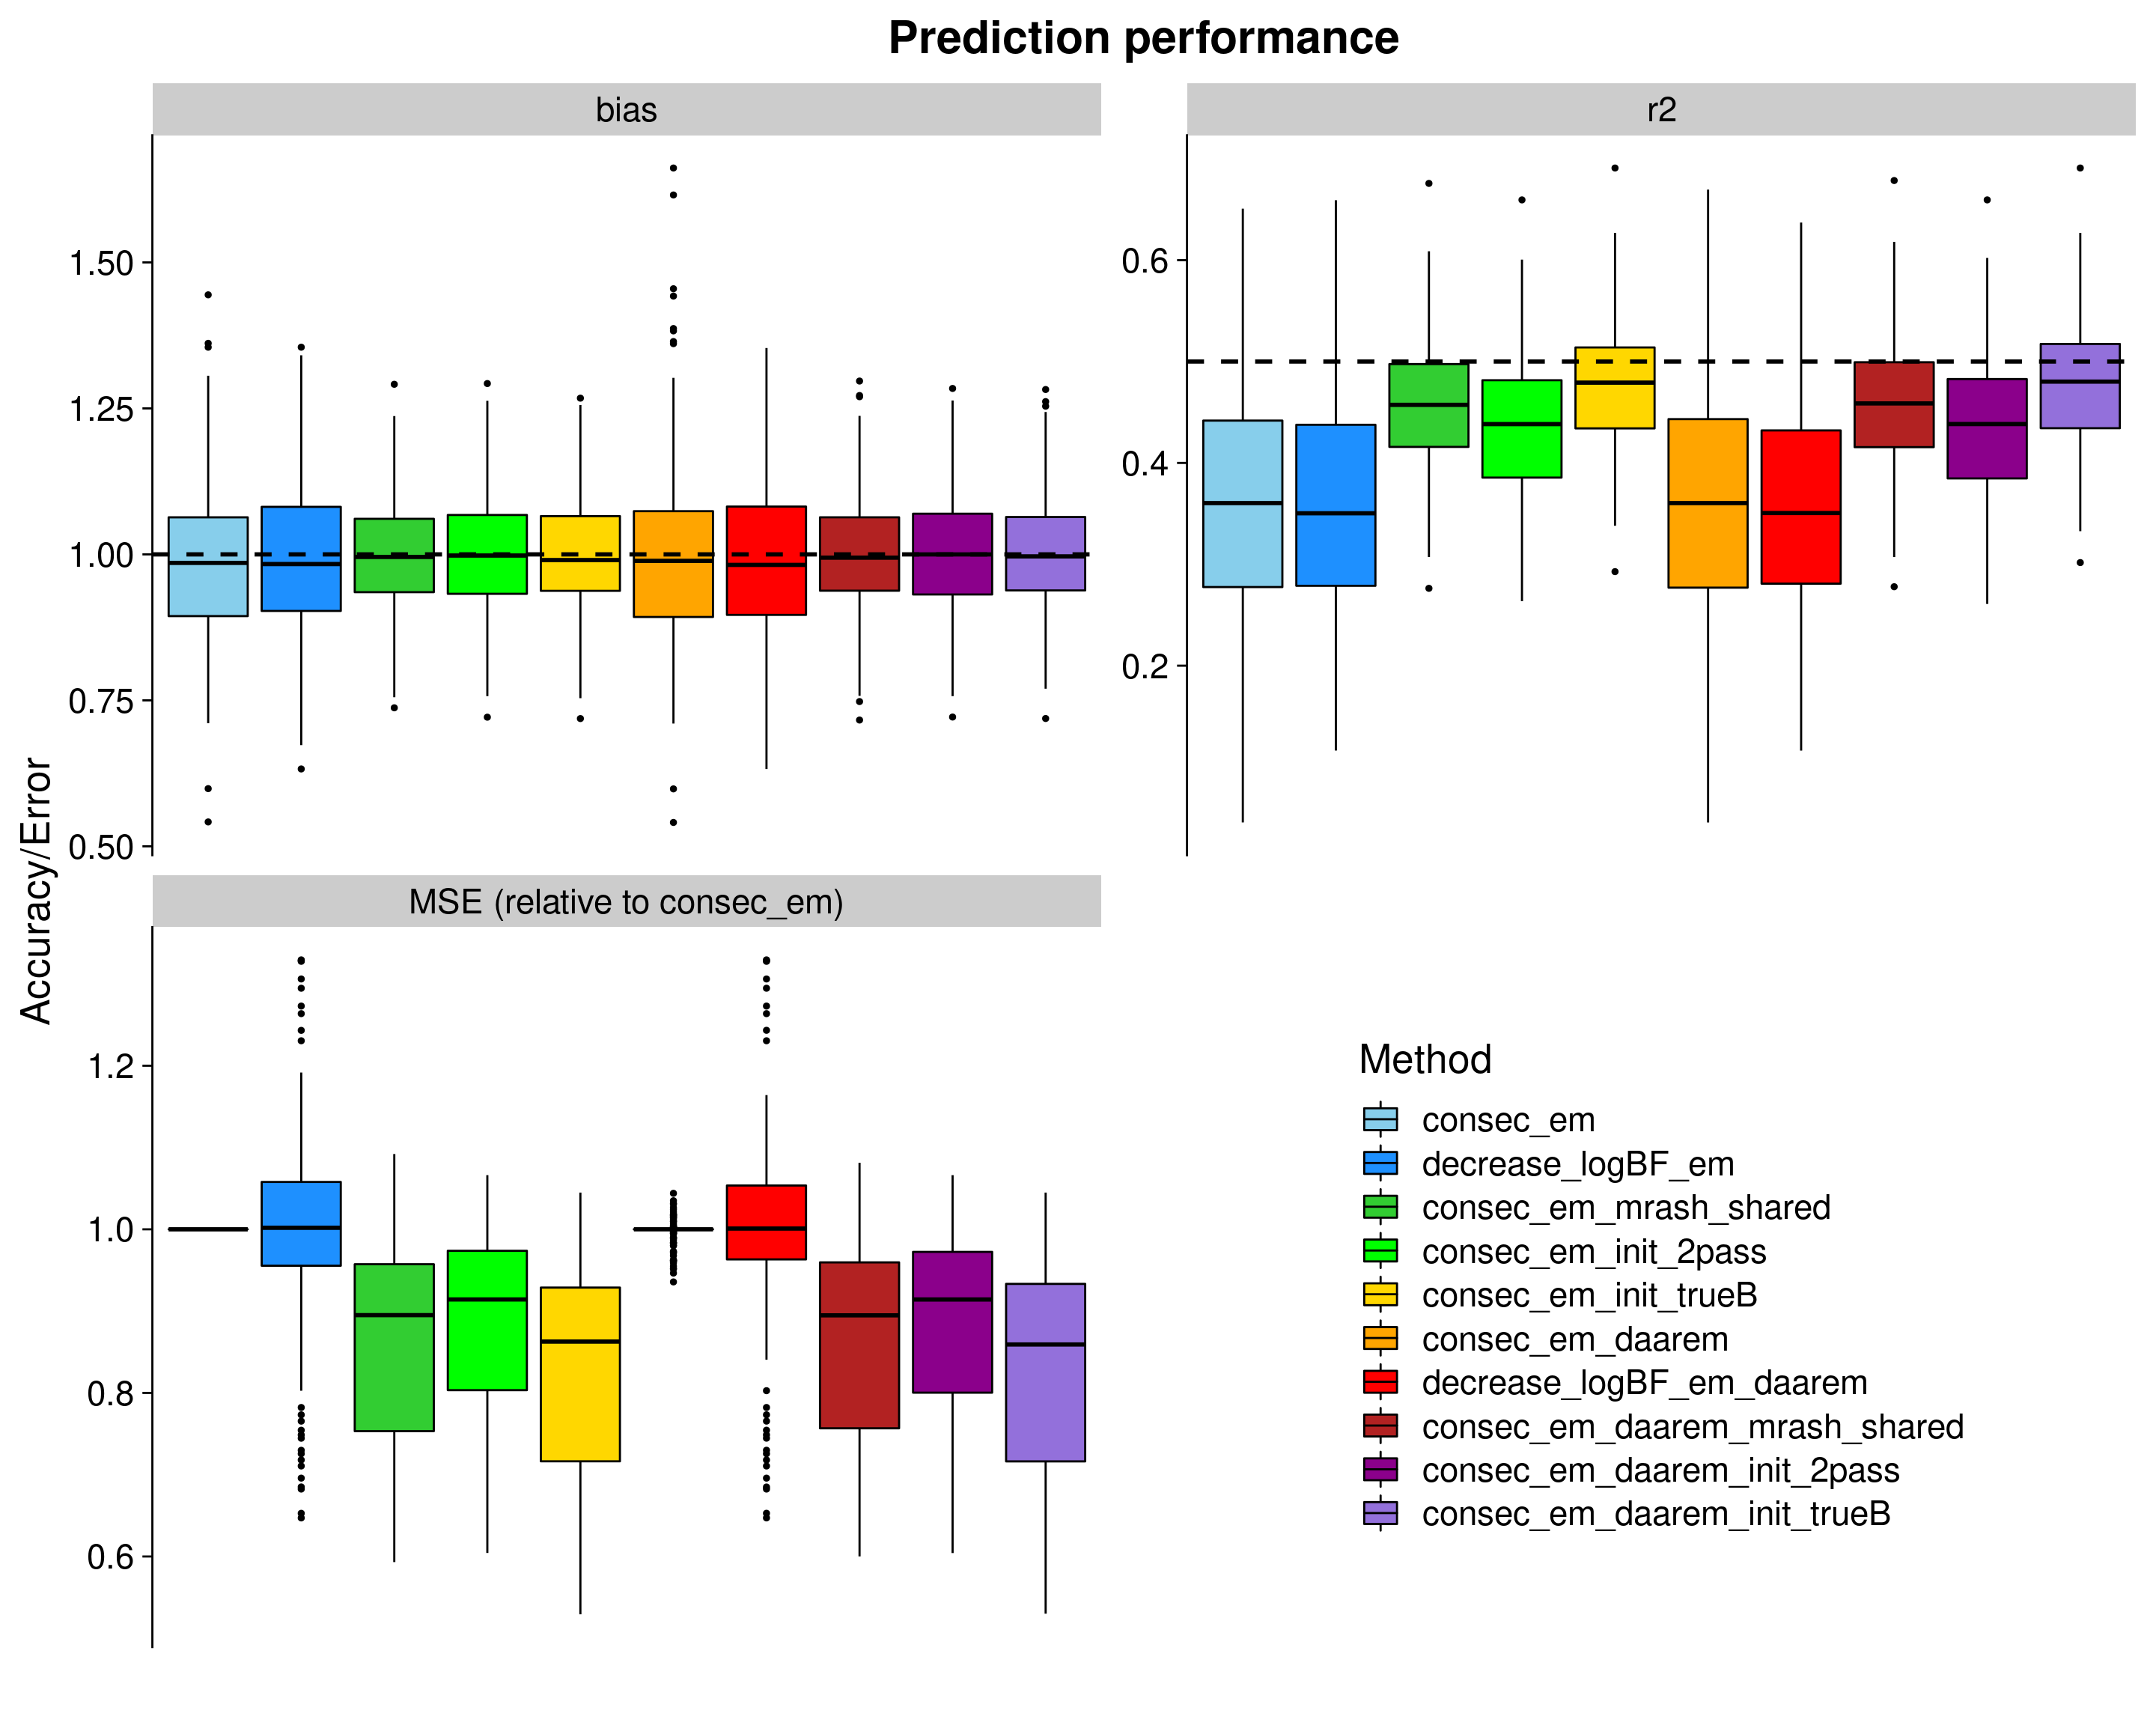 Prediction performance
bias
r2
1.50
1.25
1.00
0.75
0.50
0.6
0.4
0.2
Accuracy/Error
MSE (relative to consec_em)
1.2
1.0
0.8
0.6
Method
consec_em
decrease_logBF_em
consec_em_mrash_shared
consec_em_init_2pass
consec_em_init_trueB
consec_em_daarem
decrease_logBF_em_daarem
consec_em_daarem_mrash_shared
consec_em_daarem_init_2pass
consec_em_daarem_init_trueB